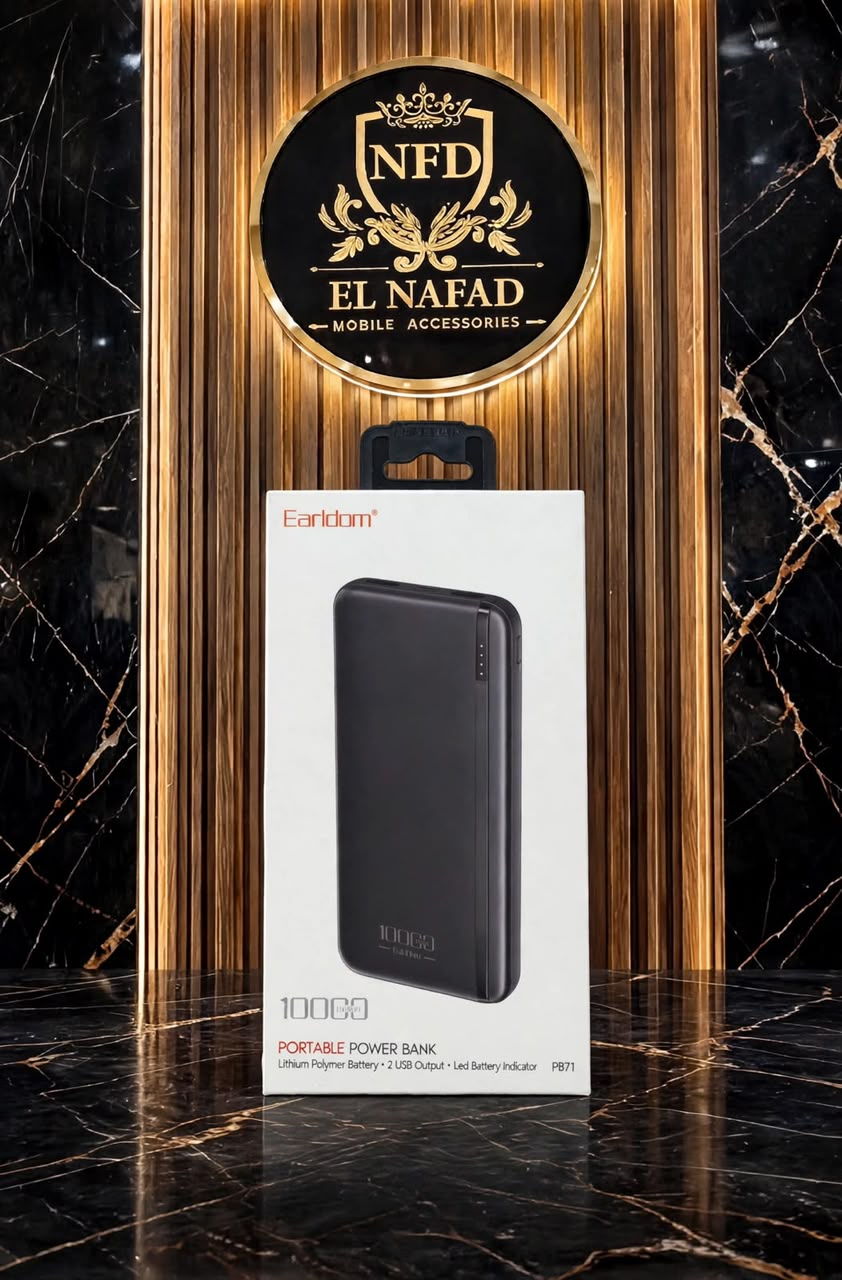 NFD
EL NAFAD
MOBILE ACCESSORIES
Earldom®
10000
10000
PORTABLE POWER BANK
Lithium Polymer Battery • 2 USB Output • Led Battery Indicator PB71